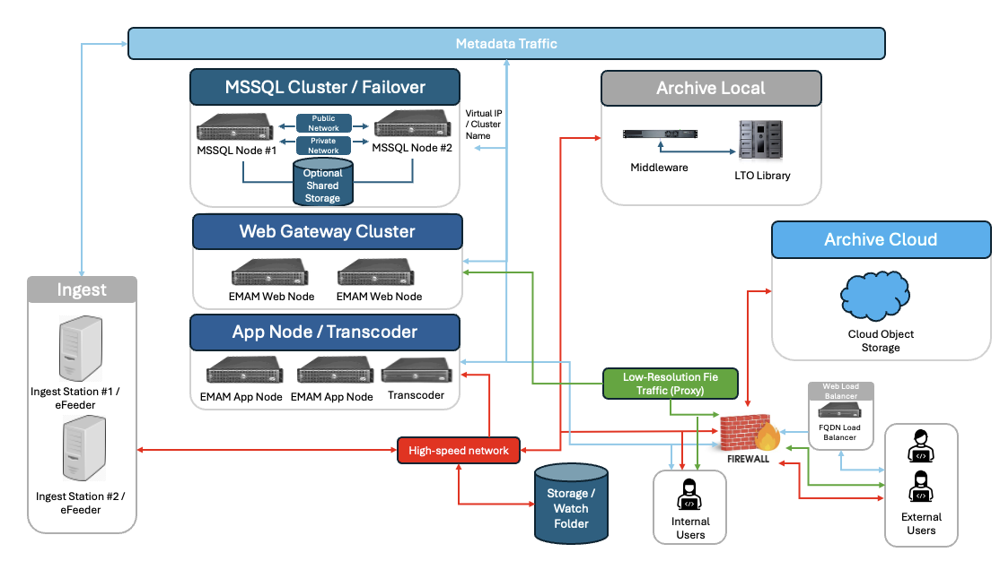 Metadata Traffic
MSSQL Cluster / Failover
Public
Network
Private
Network
MSSQL Node #1
MSSQL Node #2
Optional
Shared
Storage
Virtual IP
/ Cluster
Name
Archive Local
Middleware
LTO Library
Web Gateway Cluster
EMAM Web Node
EMAM Web Node
Archive Cloud
Cloud Object
Storage
Ingest
Ingest Station #1 /
eFeeder
Ingest Station #2 /
eFeeder
App Node / Transcoder
EMAM App Node
EMAM App Node
Transcoder
Low-Resolution Fie
Traffic (Proxy)
Web Load
Balancer
FQDN Load
Balancer
High-speed network
FIREWALL
Storage /
Watch
Folder
Internal
Users
External
Users